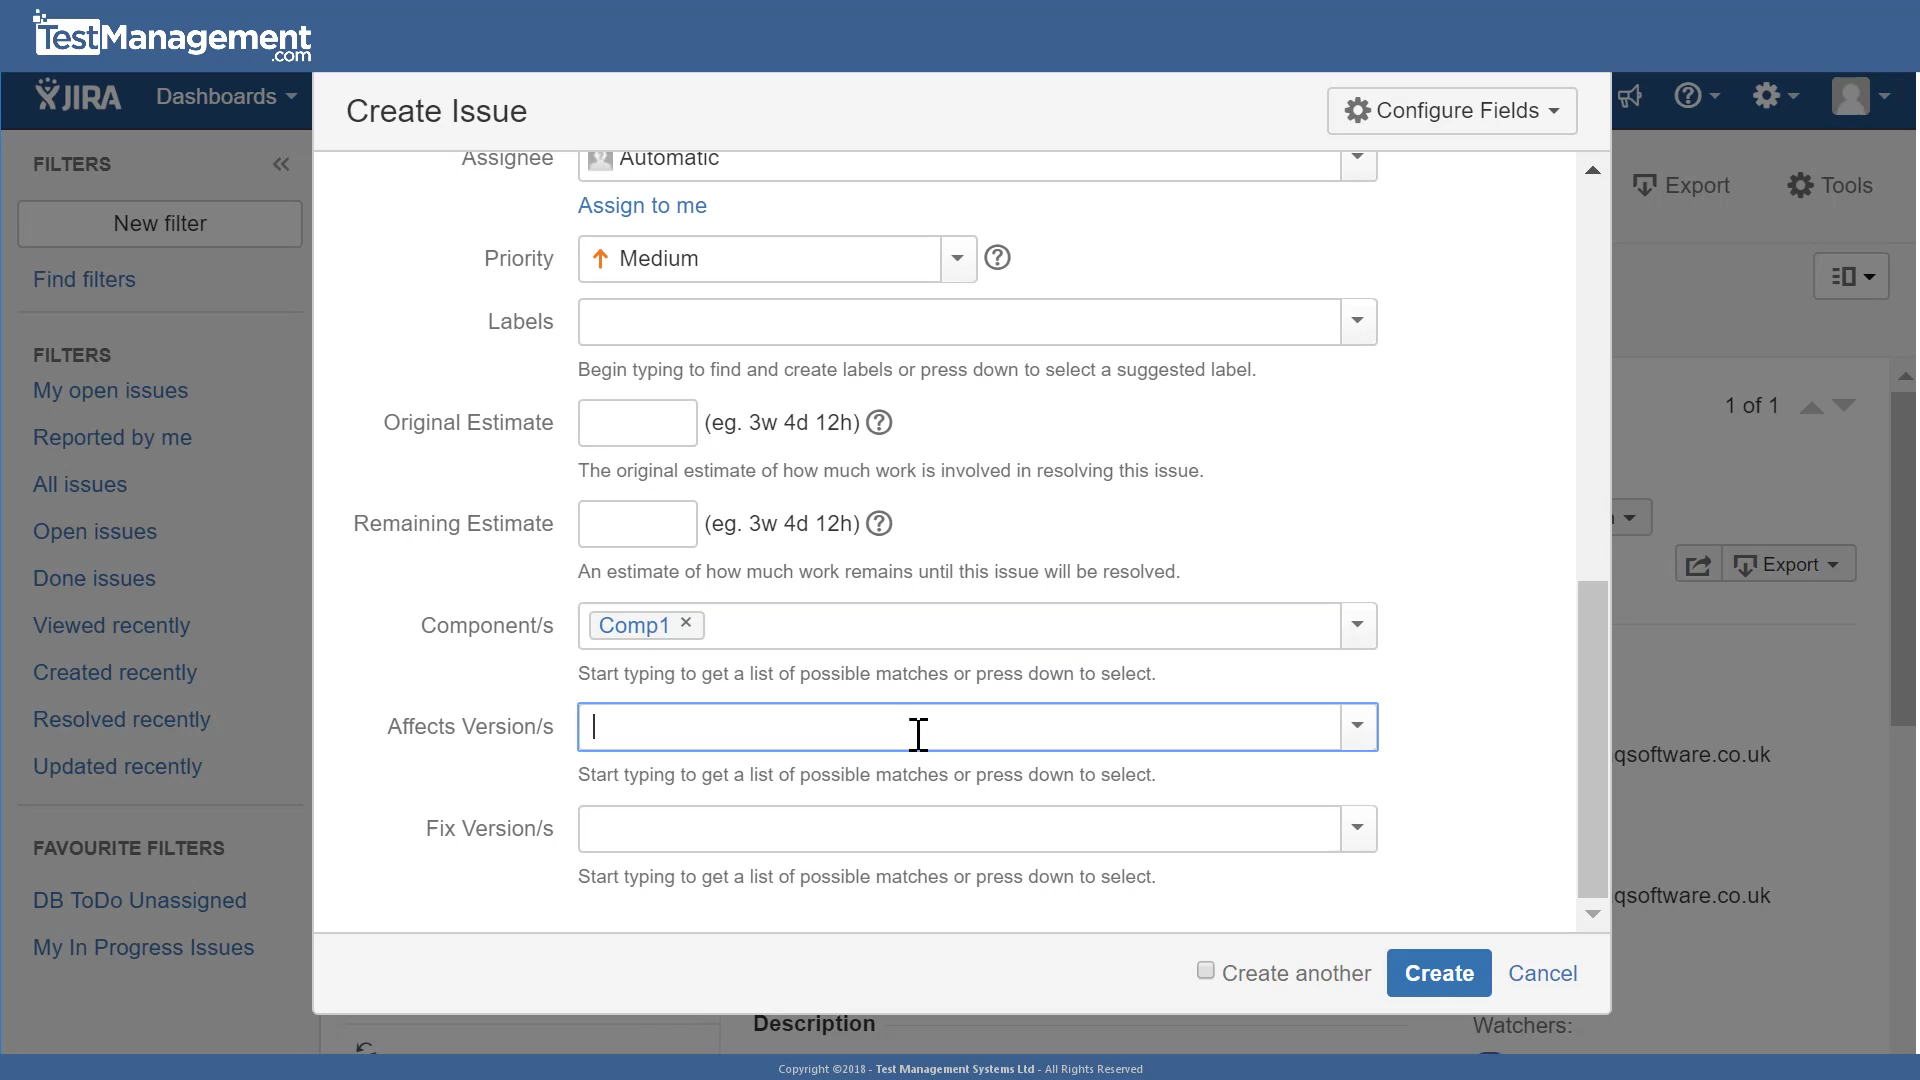 TestManagement
.com
JIRA Dashboards
Create Issue
Configure Fields
FILTERS
New filter
Find filters
FILTERS
My open issues
Reported by me
All issues
Open issues
Done issues
Viewed recently
Created recently
Resolved recently
Updated recently
FAVOURITE FILTERS
DB ToDo Unassigned
My In Progress Issues
Assignee Automatic
Assign to me
Priority Medium
Labels
Begin typing to find and create labels or press down to select a suggested label.
Original Estimate (eg. 3w 4d 12h)
The original estimate of how much work is involved in resolving this issue.
Remaining Estimate (eg. 3w 4d 12h)
An estimate of how much work remains until this issue will be resolved.
Component/s Comp1
Start typing to get a list of possible matches or press down to select.
Affects Version/s
Start typing to get a list of possible matches or press down to select.
Fix Version/s
Start typing to get a list of possible matches or press down to select.
Create another Create Cancel
Export Tools
1 of 1
Export
qsoftware.co.uk
qsoftware.co.uk
Description
Watchers:
Copyright ©2018 - Test Management Systems Ltd - All Rights Reserved